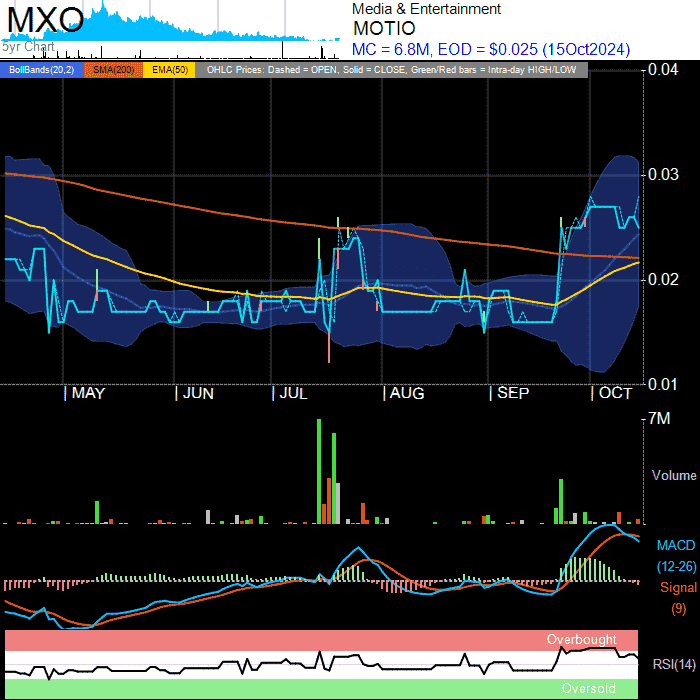 MXO
Media & Entertainment
MOTIO
5yr Chart
MC = 6.8M, EOD = $0.025 (15Oct2024)
BollBands(20,2) SMA(200) EMA(50) OHLC Prices: Dashed = OPEN, Solid = CLOSE, Green/Red bars = Intra-day HIGH/LOW
0.04
0.03
0.02
0.01
| MAY | JUN | JUL | AUG | SEP | OCT
7M
Volume
MACD
(12-26)
Signal
(9)
Overbought
RSI(14)
Oversold